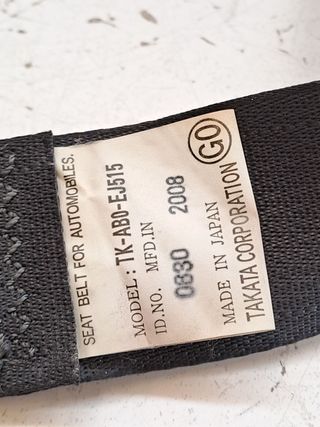 SEAT BELT FOR AUTOMOBILES.
MODEL : TK-AB0-EJ515
ID.NO. MFD.IN
0830 2008
MADE IN JAPAN
TAKATA CORPORATION
GO